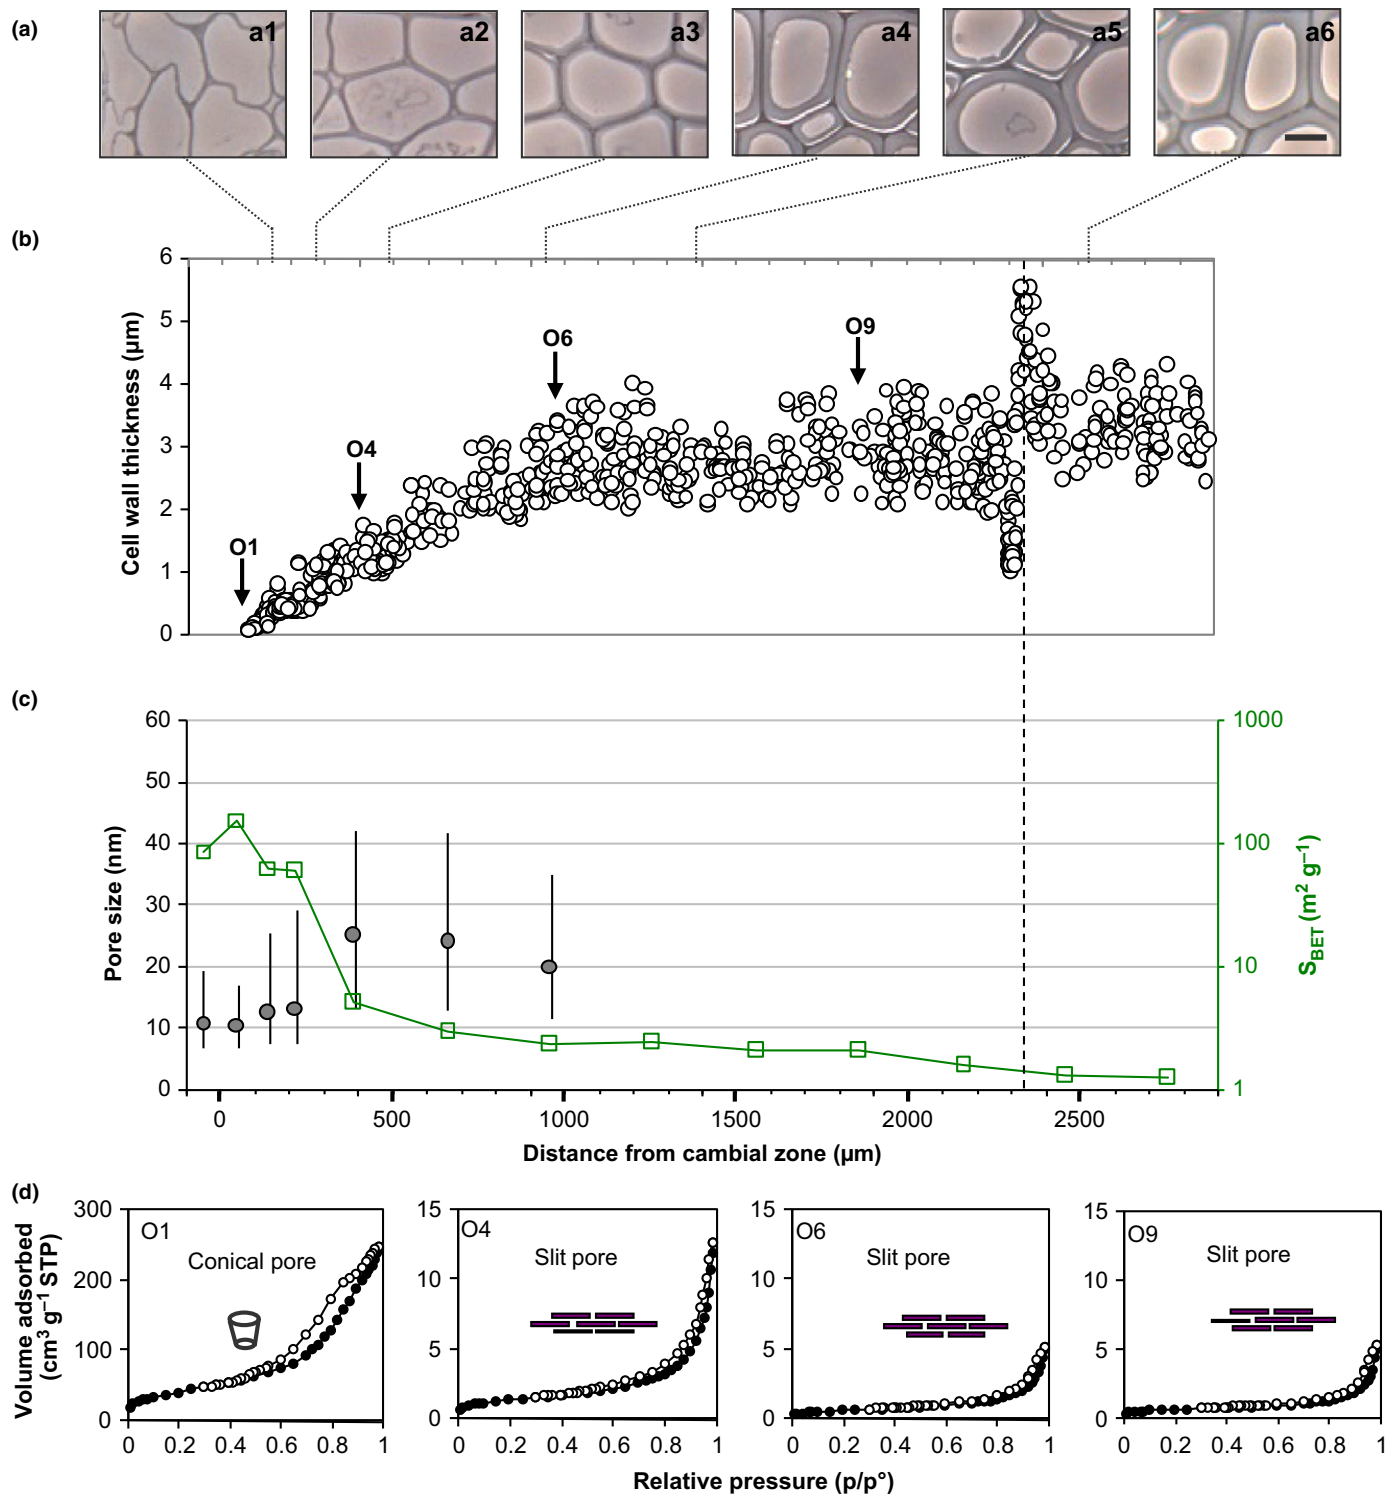 (a)
a1 a2 a3 a4 a5 a6
(b)
6
5
4
3
2
1
0
Cell wall thickness (µm)
O1
O4
O6
O9
(c)
60
50
40
30
20
10
0
Pore size (nm)
1000
100
10
1
S_BET (m² g⁻¹)
0 500 1000 1500 2000 2500
Distance from cambial zone (µm)
(d)
Volume adsorbed
(cm³ g⁻¹ STP)
300
200
100
0
O1
Conical pore
0 0.2 0.4 0.6 0.8 1
15
10
5
0
O4
Slit pore
0 0.2 0.4 0.6 0.8 1
15
10
5
0
O6
Slit pore
0 0.2 0.4 0.6 0.8 1
15
10
5
0
O9
Slit pore
0 0.2 0.4 0.6 0.8 1
Relative pressure (p/p°)